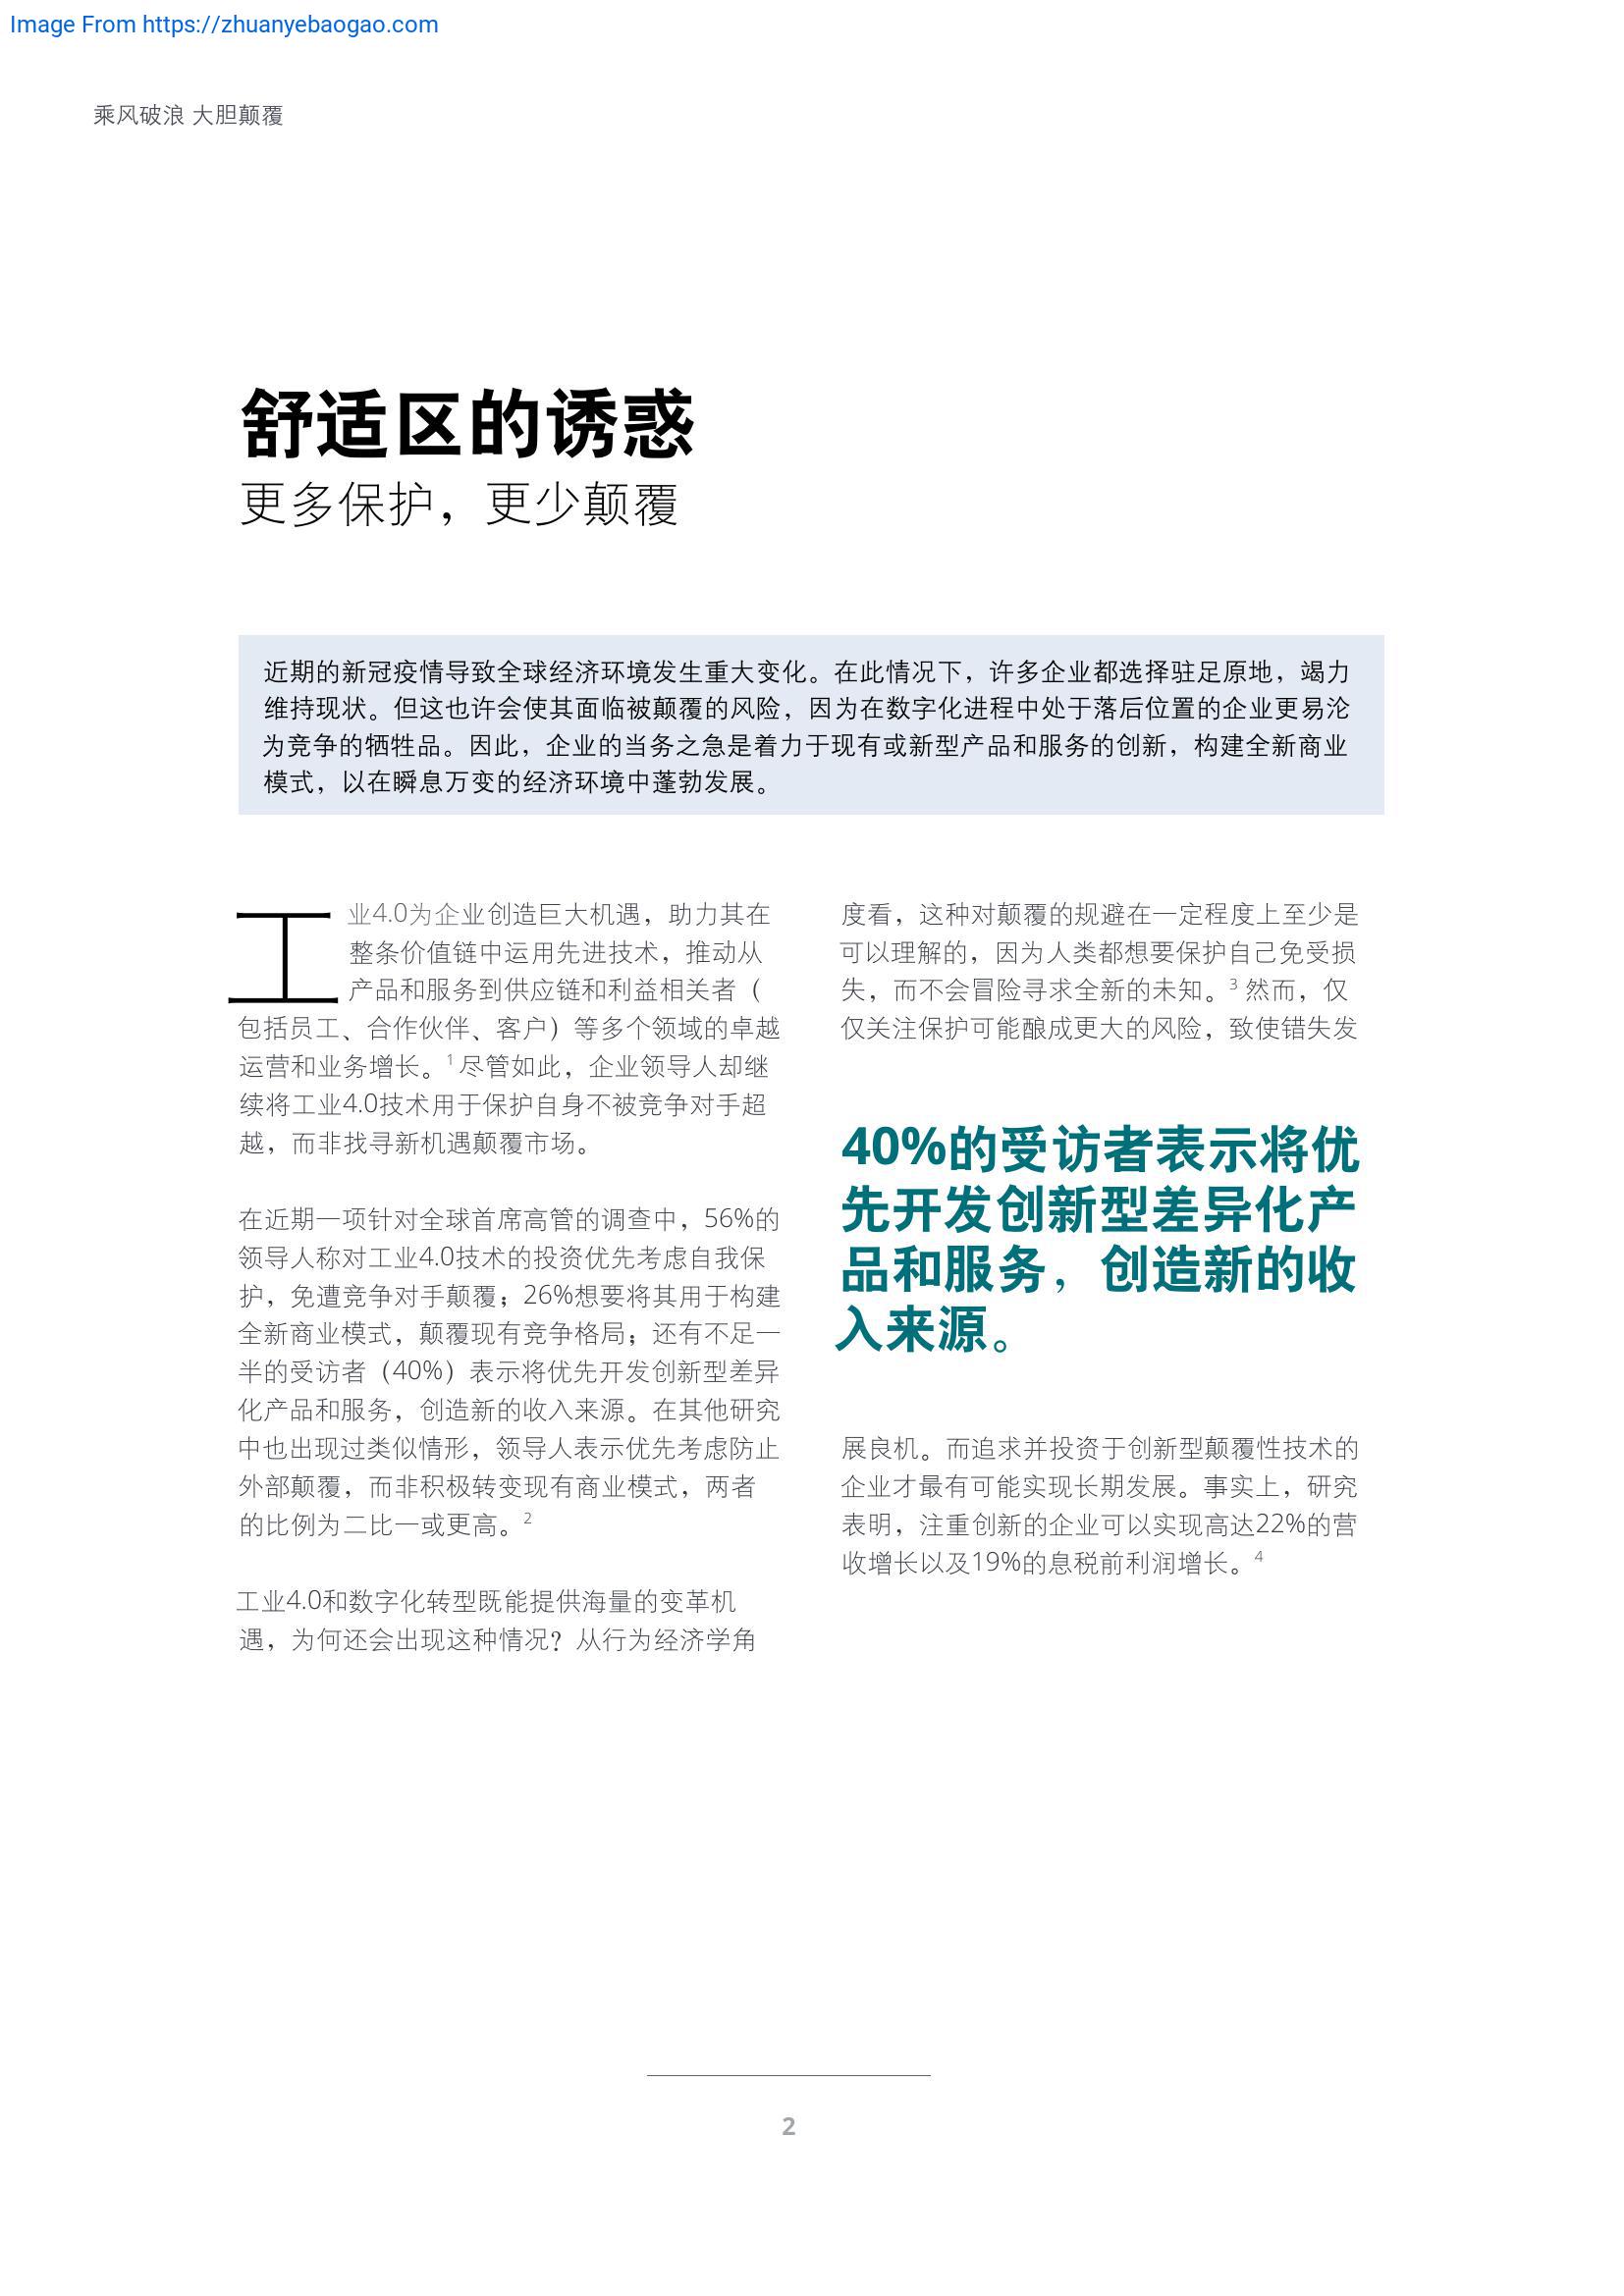 Image From https://zhuanyebaogao.com
乘风破浪 大胆颠覆
舒适区的诱惑
更多保护，更少颠覆
近期的新冠疫情导致全球经济环境发生重大变化。在此情况下，许多企业都选择驻足原地，竭力
维持现状。但这也许会使其面临被颠覆的风险，因为在数字化进程中处于落后位置的企业更易沦
为竞争的牺牲品。因此，企业的当务之急是着力于现有或新型产品和服务的创新，构建全新商业
模式，以在瞬息万变的经济环境中蓬勃发展。
工业4.0为企业创造巨大机遇，助力其在
整条价值链中运用先进技术，推动从
产品和服务到供应链和利益相关者（
包括员工、合作伙伴、客户）等多个领域的卓越
运营和业务增长。1 尽管如此，企业领导人却继
续将工业4.0技术用于保护自身不被竞争对手超
越，而非找寻新机遇颠覆市场。
在近期一项针对全球首席高管的调查中，56%的
领导人称对工业4.0技术的投资优先考虑自我保
护，免遭竞争对手颠覆；26%想要将其用于构建
全新商业模式，颠覆现有竞争格局；还有不足一
半的受访者（40%）表示将优先开发创新型差异
化产品和服务，创造新的收入来源。在其他研究
中也出现过类似情形，领导人表示优先考虑防止
外部颠覆，而非积极转变现有商业模式，两者
的比例为二比一或更高。2
工业4.0和数字化转型既能提供海量的变革机
遇，为何还会出现这种情况？从行为经济学角
度看，这种对颠覆的规避在一定程度上至少是
可以理解的，因为人类都想要保护自己免受损
失，而不会冒险寻求全新的未知。3 然而，仅
仅关注保护可能酿成更大的风险，致使错失发
40%的受访者表示将优
先开发创新型差异化产
品和服务，创造新的收
入来源。
展良机。而追求并投资于创新型颠覆性技术的
企业才最有可能实现长期发展。事实上，研究
表明，注重创新的企业可以实现高达22%的营
收增长以及19%的息税前利润增长。4
2